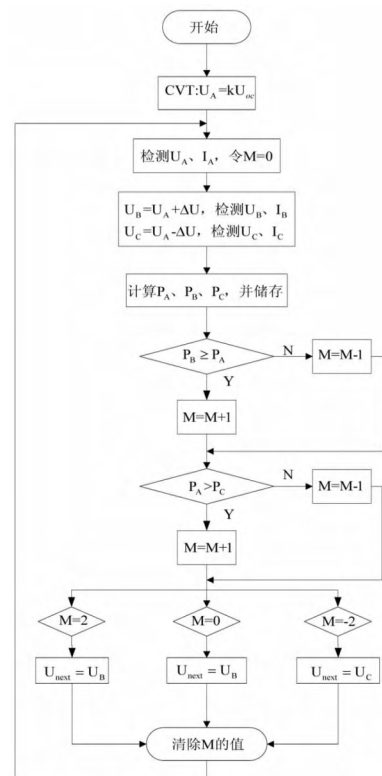 开始
CVT:U_A=kU_oc
检测U_A、I_A，令M=0
U_B=U_A+ΔU，检测U_B、I_B
U_C=U_A-ΔU，检测U_C、I_C
计算P_A、P_B、P_C，并储存
P_B ≥ P_A
N
M=M-1
Y
M=M+1
P_A>P_C
N
M=M-1
Y
M=M+1
M=2
M=0
M=-2
U_next = U_B
U_next = U_B
U_next = U_C
清除M的值